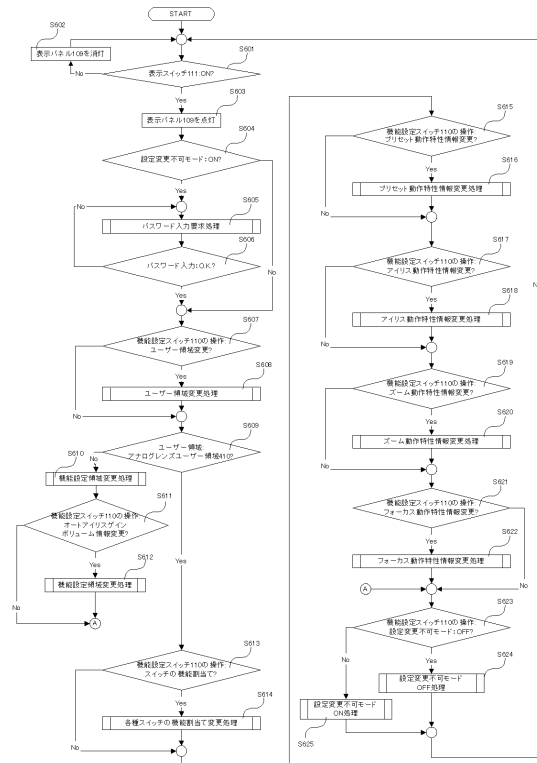 START
S602
表示パネル109を消灯
S601
表示スイッチ111:ON?
No
Yes
S603
表示パネル109を点灯
S604
設定変更不可モード:ON?
Yes
No
S605
パスワード入力要求処理
S606
パスワード入力:O.K.?
No
Yes
S607
機能設定スイッチ110の操作:
ユーザー領域変更?
Yes
S608
ユーザー領域変更処理
No
S609
ユーザー領域:
アナログレンズユーザー領域410?
No
Yes
S610
機能設定領域変更処理
S611
機能設定スイッチ110の操作:
オートアイリスゲイン
ボリューム情報変更?
Yes
No
S612
機能設定領域変更処理
A
S613
機能設定スイッチ110の操作:
スイッチの機能割当て?
Yes
S614
各種スイッチの機能割当て変更処理
No
S615
機能設定スイッチ110の操作:
プリセット動作特性情報変更?
Yes
S616
プリセット動作特性情報変更処理
No
S617
機能設定スイッチ110の操作:
アイリス動作特性情報変更?
Yes
S618
アイリス動作特性情報変更処理
No
S619
機能設定スイッチ110の操作:
ズーム動作特性情報変更?
Yes
S620
ズーム動作特性情報変更処理
No
S621
機能設定スイッチ110の操作:
フォーカス動作特性情報変更?
Yes
S622
フォーカス動作特性情報変更処理
No
A
S623
機能設定スイッチ110の操作
:設定変更不可モード:OFF?
No
Yes
S624
設定変更不可モード
OFF処理
設定変更不可モード
ON処理
S625